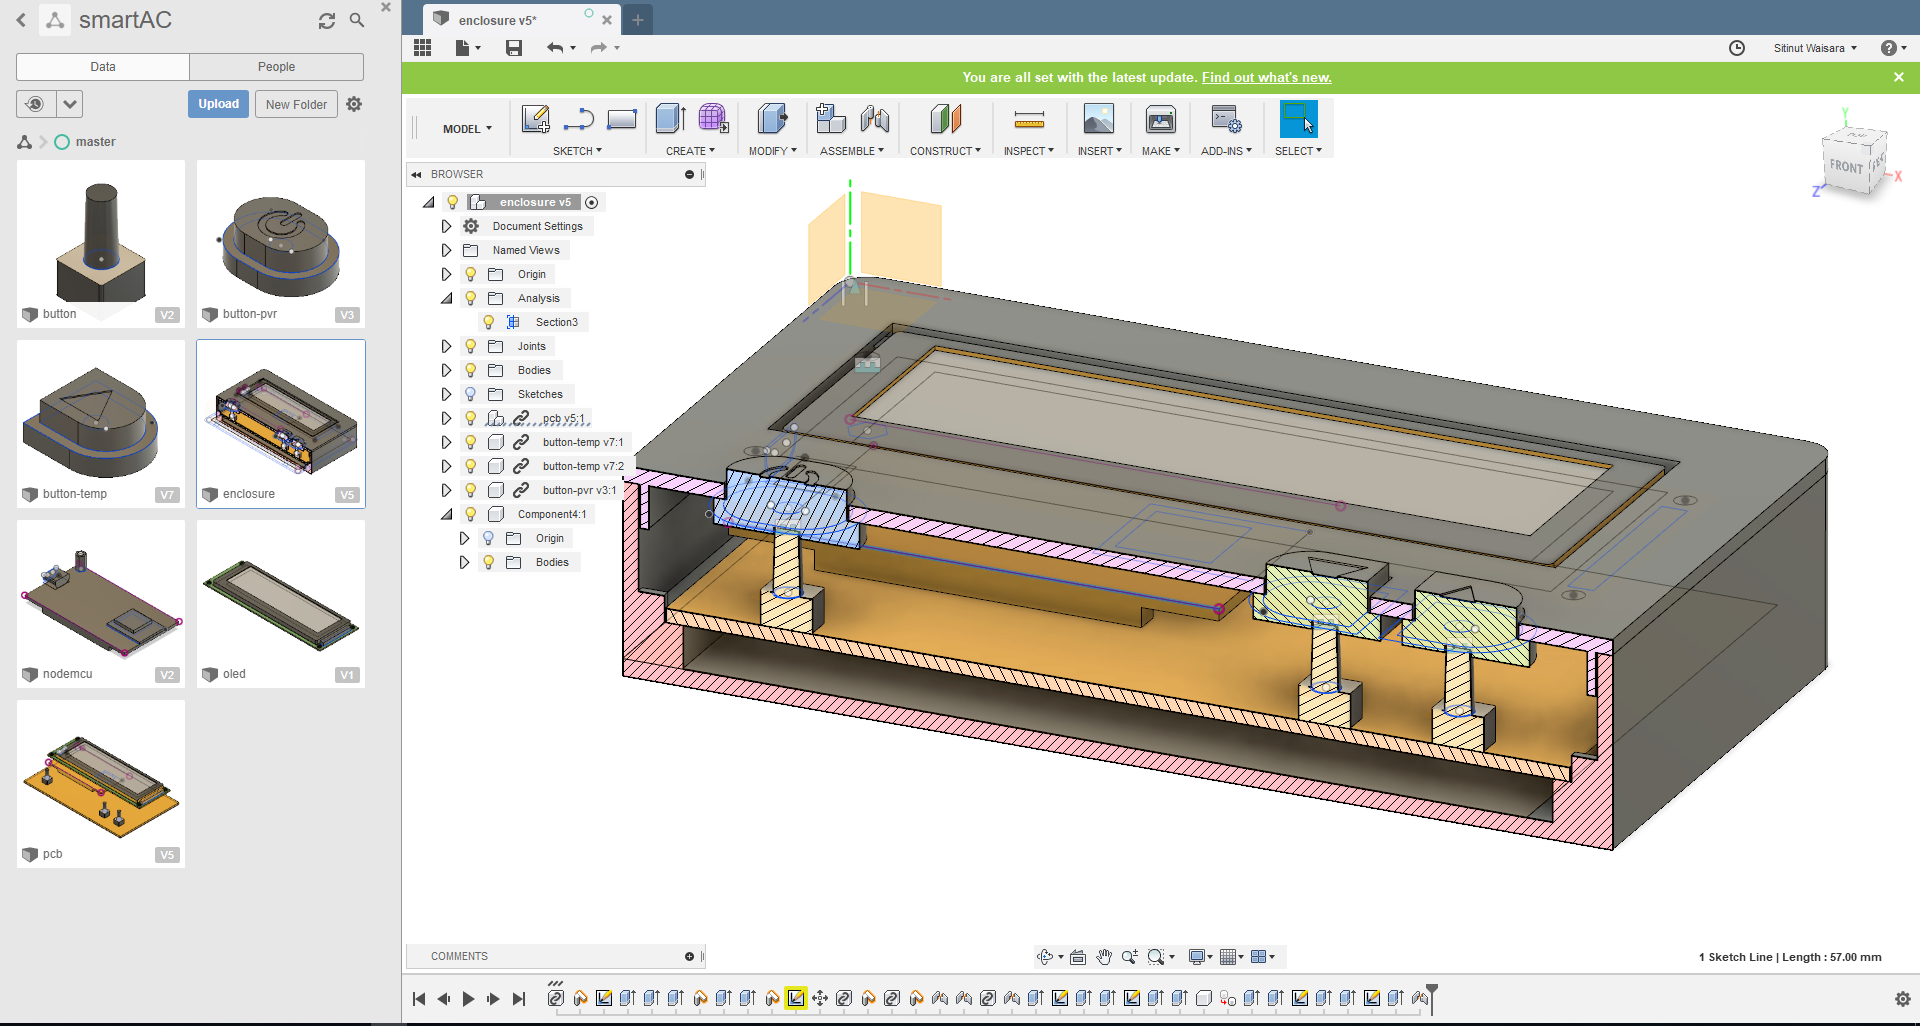 smartAC
Data
People
Upload
New Folder
master
button
V2
button-pvr
V3
button-temp
V7
enclosure
V5
nodemcu
V2
oled
V1
pcb
V5
enclosure v5*
Sitinut Waisara
You are all set with the latest update. Find out what's new.
MODEL
SKETCH
CREATE
MODIFY
ASSEMBLE
CONSTRUCT
INSPECT
INSERT
MAKE
ADD-INS
SELECT
BROWSER
enclosure v5
Document Settings
Named Views
Origin
Analysis
Section3
Joints
Bodies
Sketches
pcb v5:1
button-temp v7:1
button-temp v7:2
button-pvr v3:1
Component4:1
Origin
Bodies
Y
FRONT
X
Z
COMMENTS
1 Sketch Line | Length : 57.00 mm